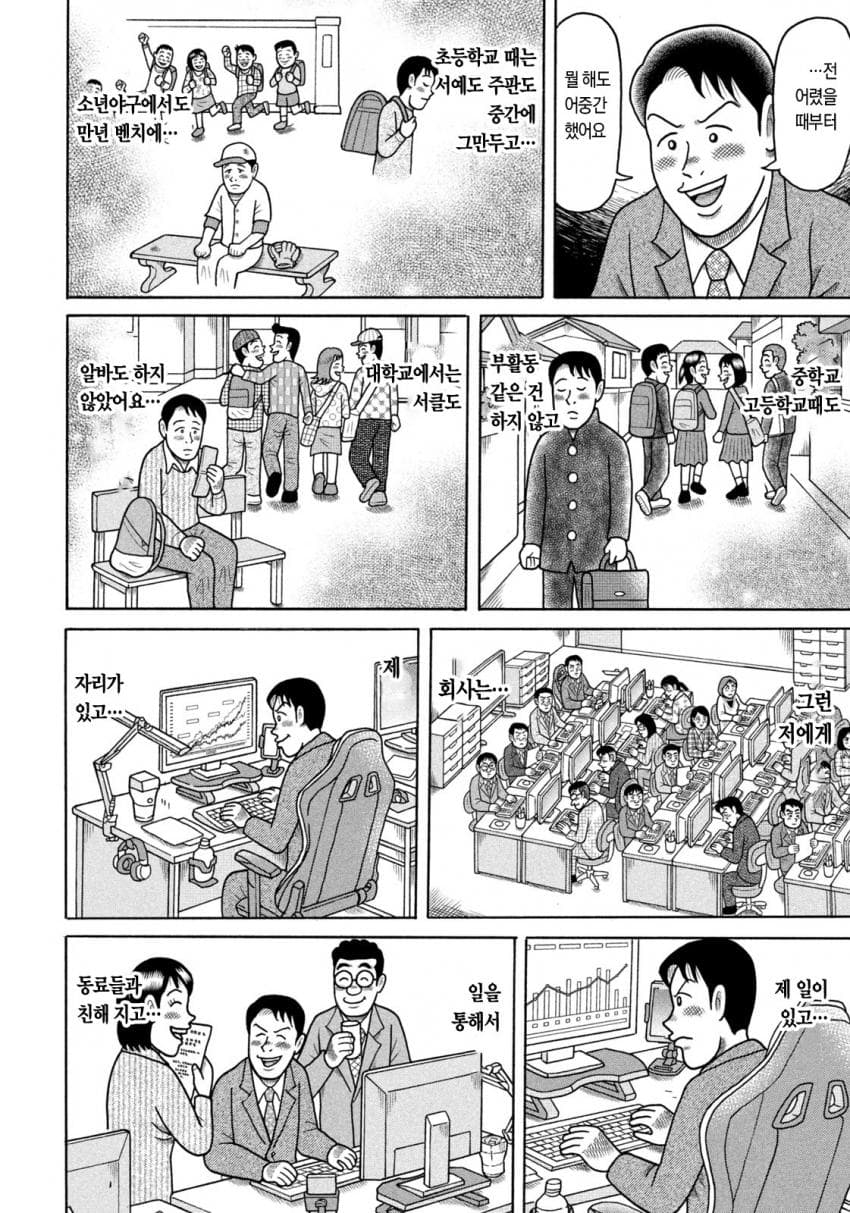 …전
어렸을
때부터
뭘 해도
어중간
했어요
초등학교 때는
서예도 주판도
중간에
그만두고…
소년야구에서도
만년 벤치에…
중학교
고등학교때도
부활동
같은 건
하지 않고
대학교에서는
서클도
알바도 하지
않았어요…
그런
저에게
회사는…
제
자리가
있고…
제 일이
있고…
일을
통해서
동료들과
친해 지고…